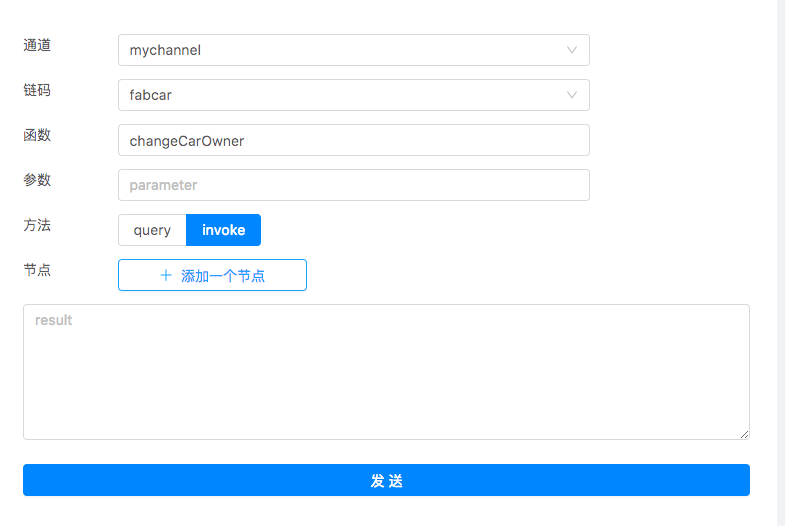 通道 mychannel
链码 fabcar
函数 changeCarOwner
参数 parameter
方法 query invoke
节点 + 添加一个节点
result
发 送